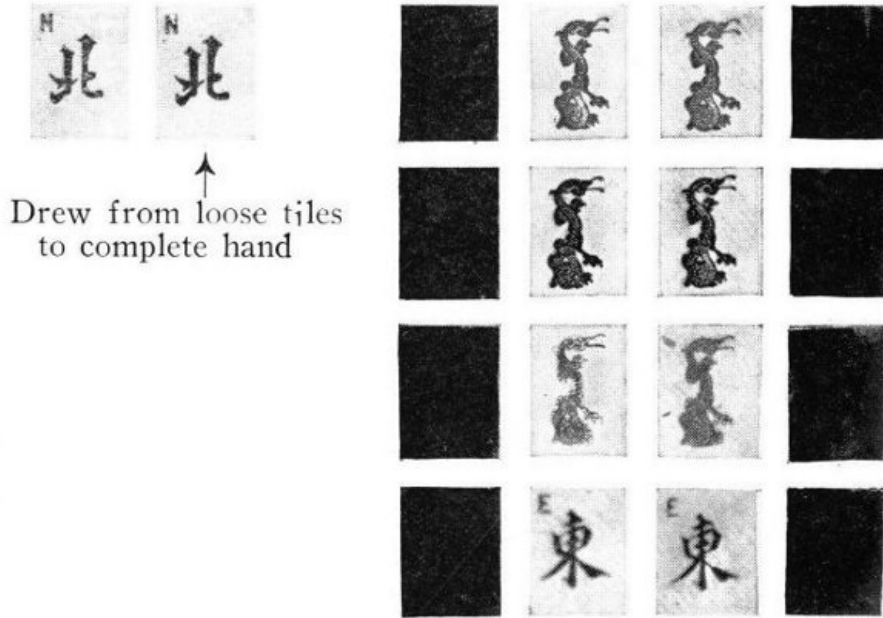 N N
北 北
Drew from loose tiles
to complete hand
E E
東 東